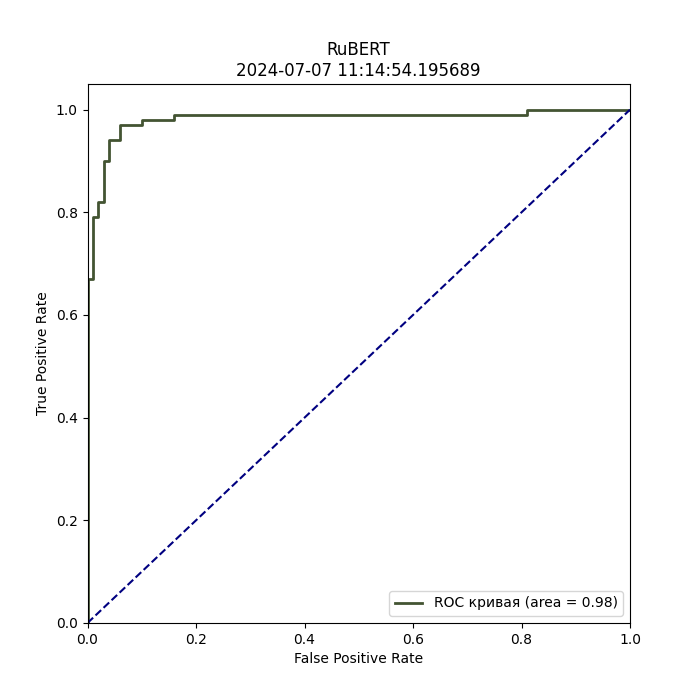 RuBERT
2024-07-07 11:14:54.195689
True Positive Rate
1.0
0.8
0.6
0.4
0.2
0.0
0.0 0.2 0.4 0.6 0.8 1.0
False Positive Rate
ROC кривая (area = 0.98)